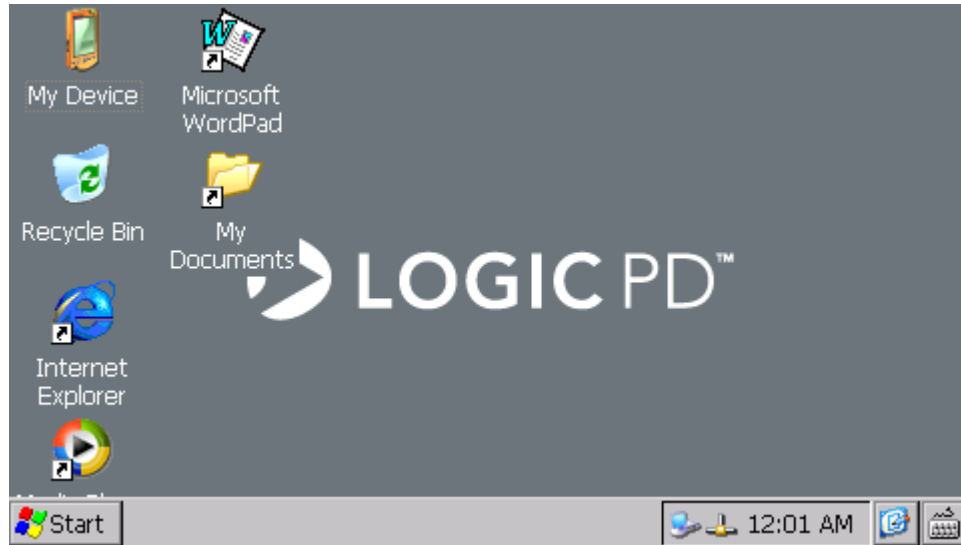 My Device
Microsoft
WordPad
Recycle Bin
My
Documents
LOGIC PD™
Internet
Explorer
Start
12:01 AM